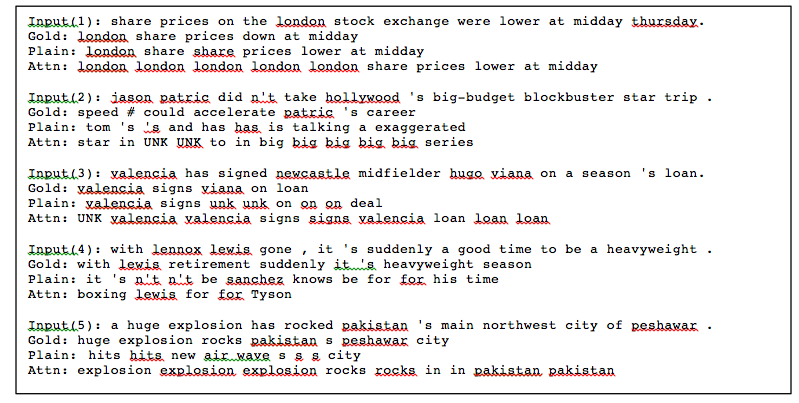 Input(1): share prices on the london stock exchange were lower at midday thursday.
Gold: london share prices down at midday
Plain: london share share prices lower at midday
Attn: london london london london london share prices lower at midday
Input(2): jason patric did n't take hollywood 's big-budget blockbuster star trip .
Gold: speed # could accelerate patric 's career
Plain: tom 's 's and has has is talking a exaggerated
Attn: star in UNK UNK to in big big big big big series
Input(3): valencia has signed newcastle midfielder hugo viana on a season 's loan.
Gold: valencia signs viana on loan
Plain: valencia signs unk unk on on on deal
Attn: UNK valencia valencia signs signs valencia loan loan loan
Input(4): with lennox lewis gone , it 's suddenly a good time to be a heavyweight .
Gold: with lewis retirement suddenly it 's heavyweight season
Plain: it 's n't n't be sanchez knows be for for his time
Attn: boxing lewis for for Tyson
Input(5): a huge explosion has rocked pakistan 's main northwest city of peshawar .
Gold: huge explosion rocks pakistan s peshawar city
Plain: hits hits new air wave s s s city
Attn: explosion explosion explosion rocks rocks in in pakistan pakistan